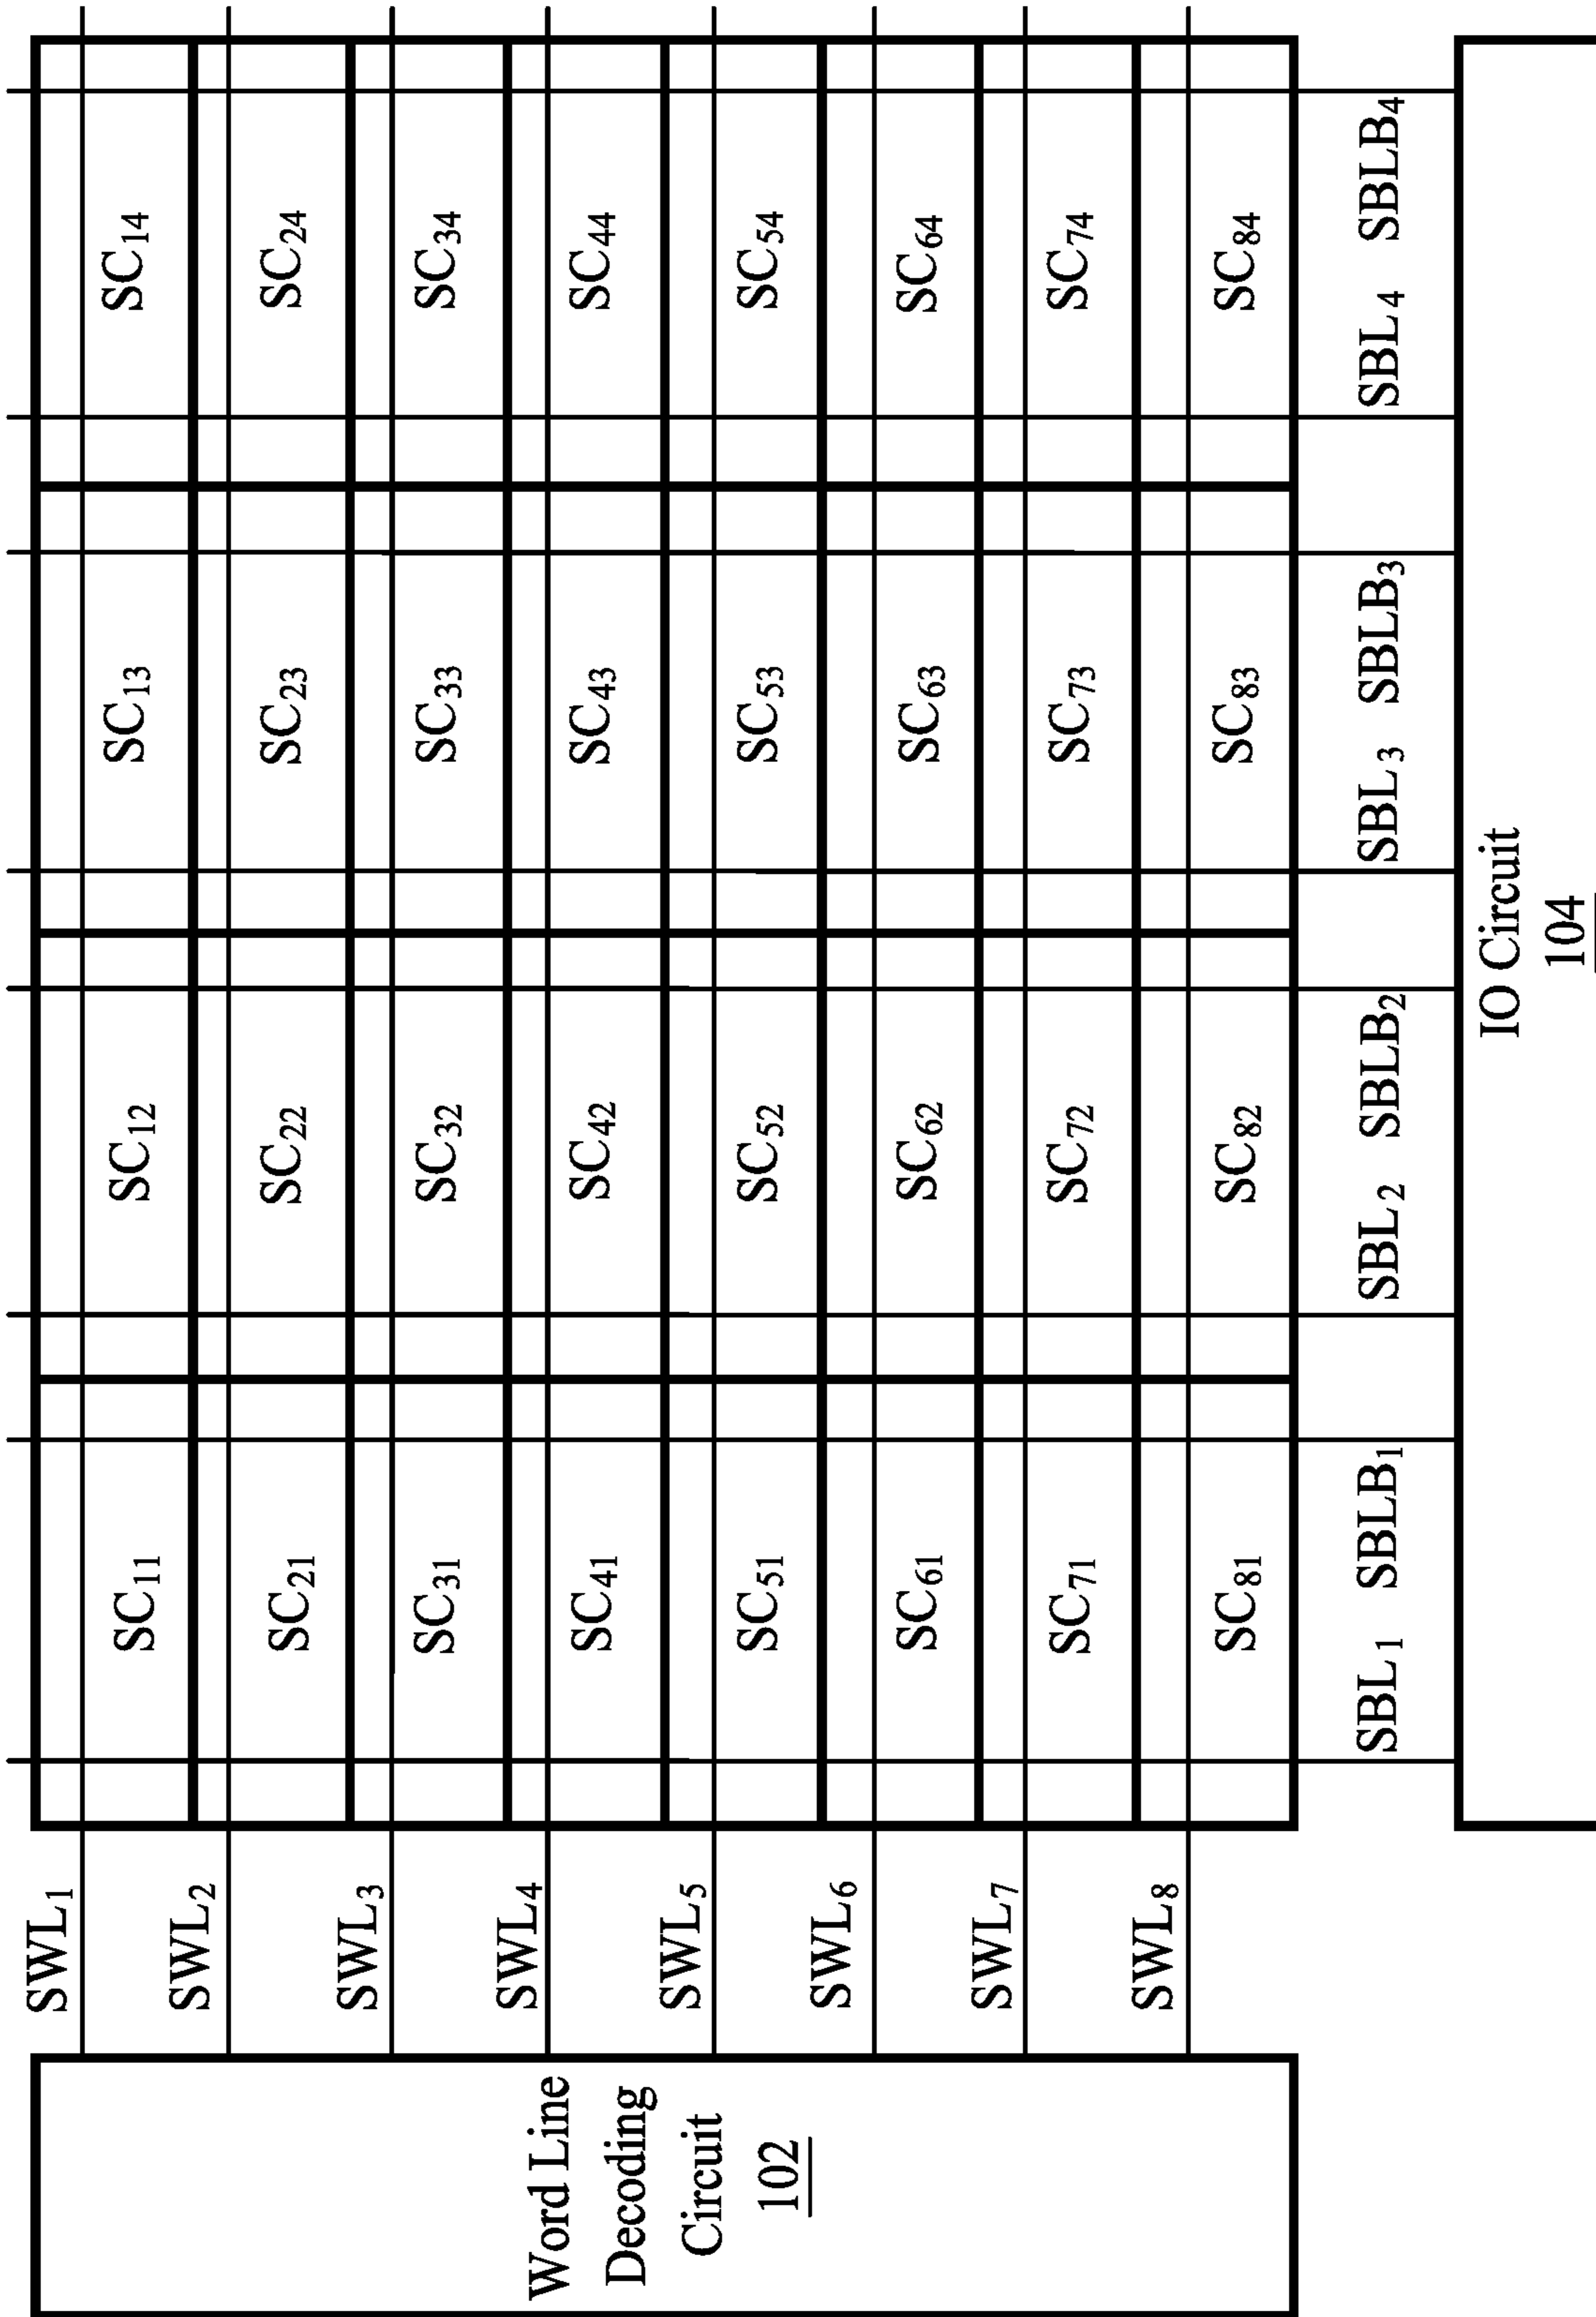 SWL1
SC11 SC12 SC13 SC14
SWL2
SC21 SC22 SC23 SC24
SWL3
SC31 SC32 SC33 SC34
SWL4
SC41 SC42 SC43 SC44
SWL5
SC51 SC52 SC53 SC54
SWL6
SC61 SC62 SC63 SC64
SWL7
SC71 SC72 SC73 SC74
SWL8
SC81 SC82 SC83 SC84
Word Line
Decoding
Circuit
102
SBL1 SBLB1 SBL2 SBLB2 SBL3 SBLB3 SBL4 SBLB4
IO Circuit
104